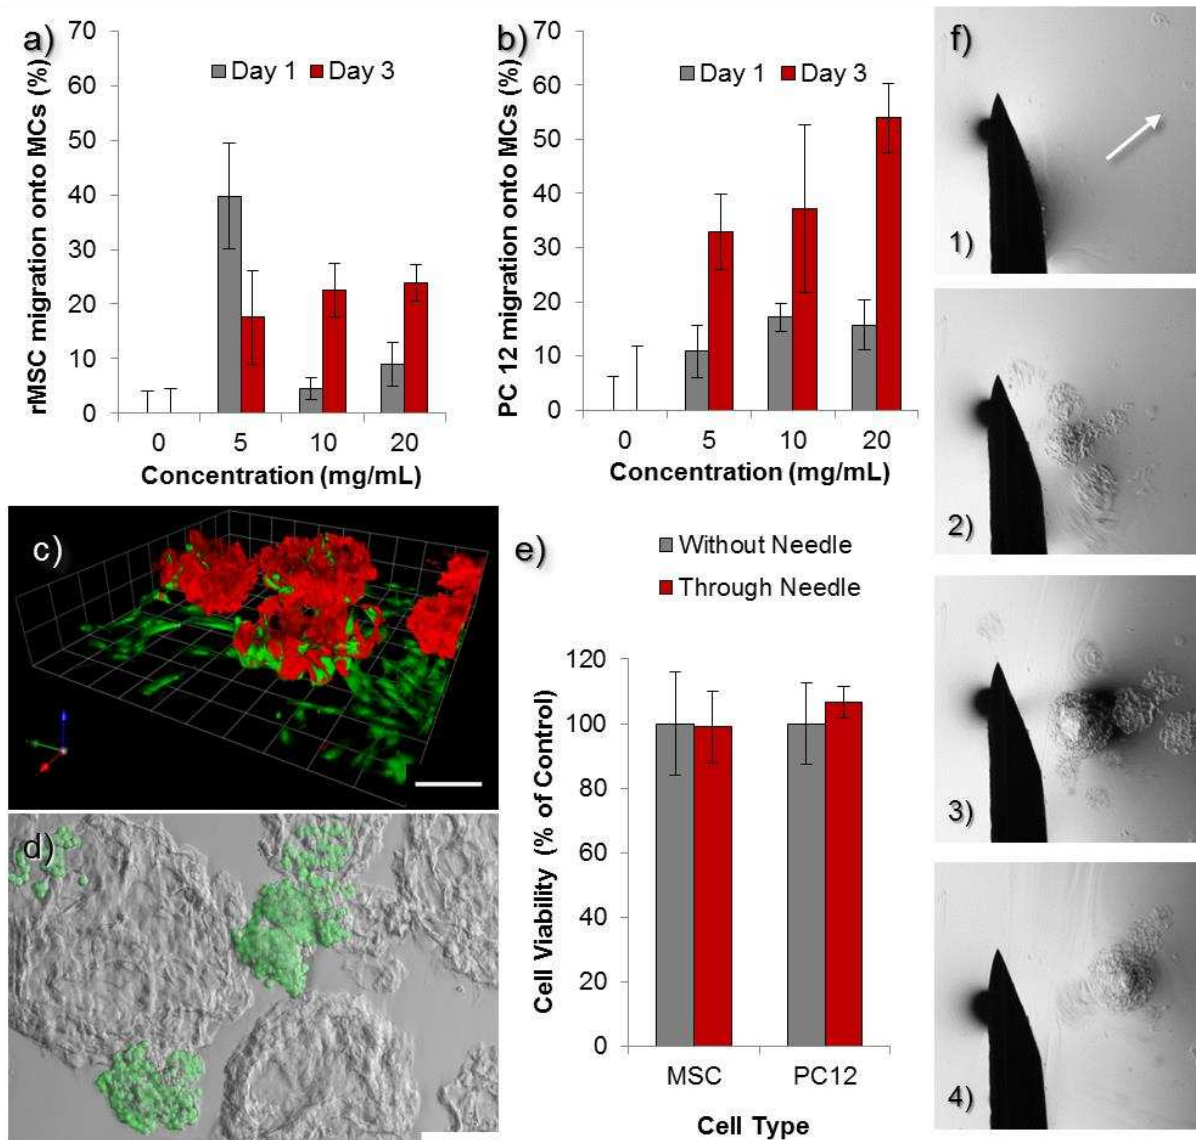 a)
rMSC migration onto MCs (%)
70
60
50
40
30
20
10
0
Day 1 Day 3
0 5 10 20
Concentration (mg/mL)
b)
PC 12 migration onto MCs (%)
70
60
50
40
30
20
10
0
Day 1 Day 3
0 5 10 20
Concentration (mg/mL)
c)
d)
e)
Without Needle
Through Needle
Cell Viability (% of Control)
120
100
80
60
40
20
0
MSC PC12
Cell Type
f)
1)
2)
3)
4)